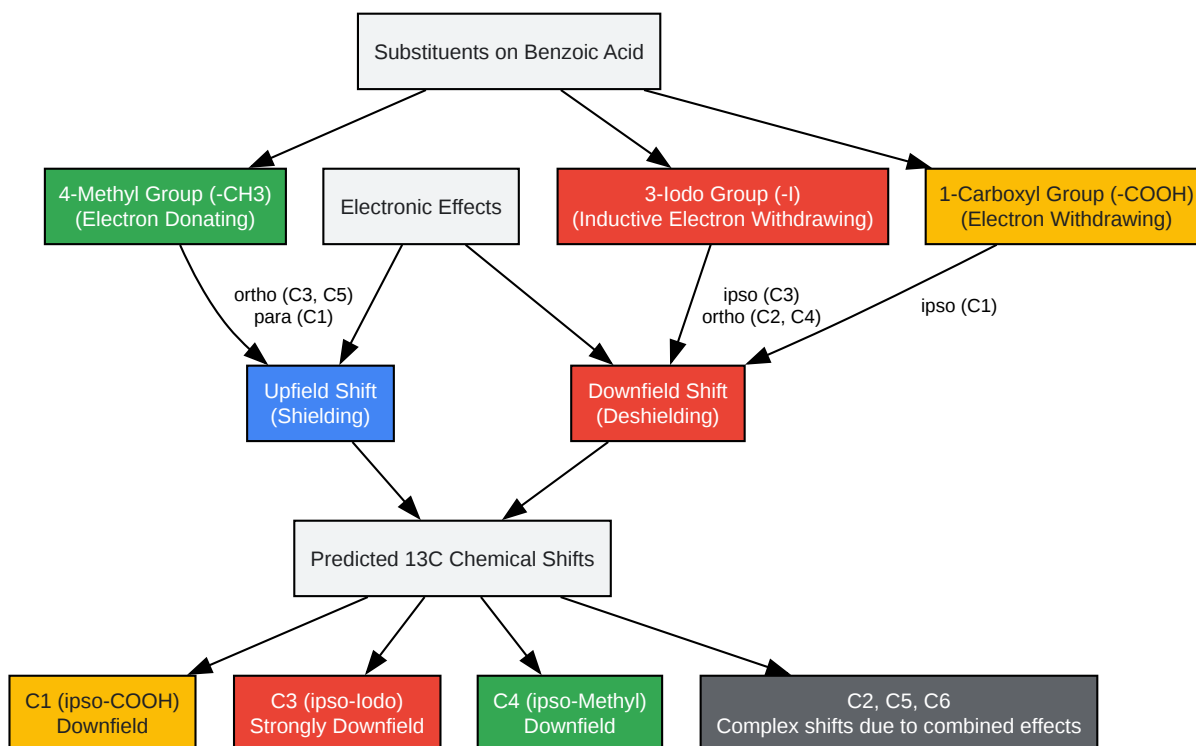 Substituents on Benzoic Acid
4-Methyl Group (-CH3)
(Electron Donating)
Electronic Effects
3-Iodo Group (-I)
(Inductive Electron Withdrawing)
1-Carboxyl Group (-COOH)
(Electron Withdrawing)
ortho (C3, C5)
para (C1)
ipso (C3)
ortho (C2, C4)
ipso (C1)
Upfield Shift
(Shielding)
Downfield Shift
(Deshielding)
Predicted 13C Chemical Shifts
C1 (ipso-COOH)
Downfield
C3 (ipso-Iodo)
Strongly Downfield
C4 (ipso-Methyl)
Downfield
C2, C5, C6
Complex shifts due to combined effects